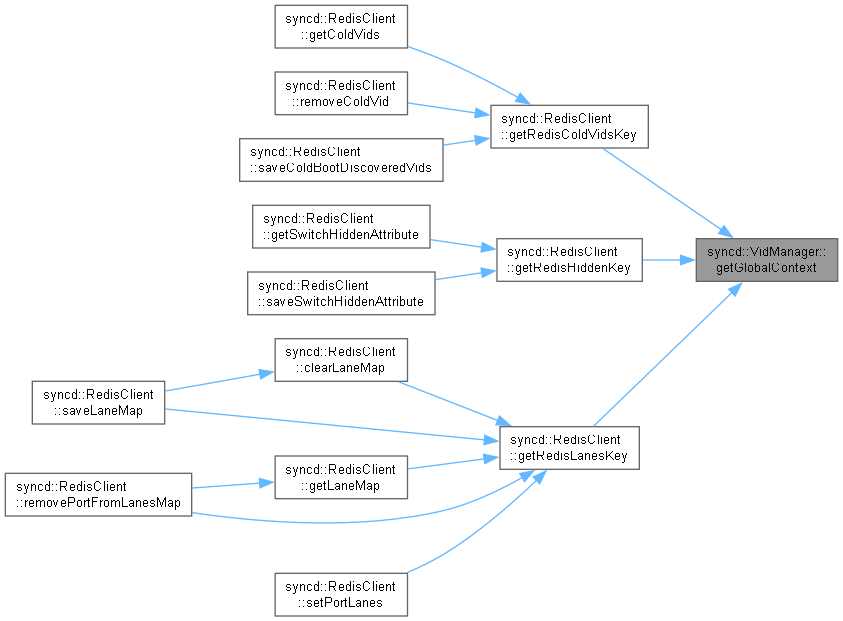 syncd::RedisClient
::getColdVids
syncd::RedisClient
::removeColdVid
syncd::RedisClient
::getRedisColdVidsKey
syncd::RedisClient
::saveColdBootDiscoveredVids
syncd::RedisClient
::getSwitchHiddenAttribute
syncd::RedisClient
::getRedisHiddenKey
syncd::VidManager::
getGlobalContext
syncd::RedisClient
::saveSwitchHiddenAttribute
syncd::RedisClient
::clearLaneMap
syncd::RedisClient
::saveLaneMap
syncd::RedisClient
::getRedisLanesKey
syncd::RedisClient
::getLaneMap
syncd::RedisClient
::removePortFromLanesMap
syncd::RedisClient
::setPortLanes